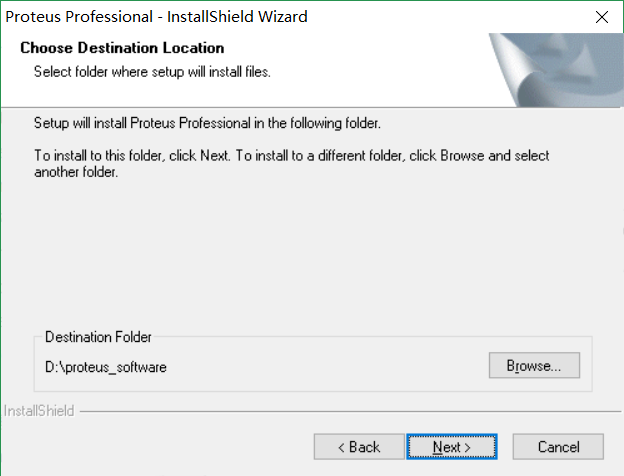 Proteus Professional - InstallShield Wizard
Choose Destination Location
Select folder where setup will install files.
Setup will install Proteus Professional in the following folder.
To install to this folder, click Next. To install to a different folder, click Browse and select
another folder.
Destination Folder
D:\proteus_software
Browse...
InstallShield
< Back
Next >
Cancel